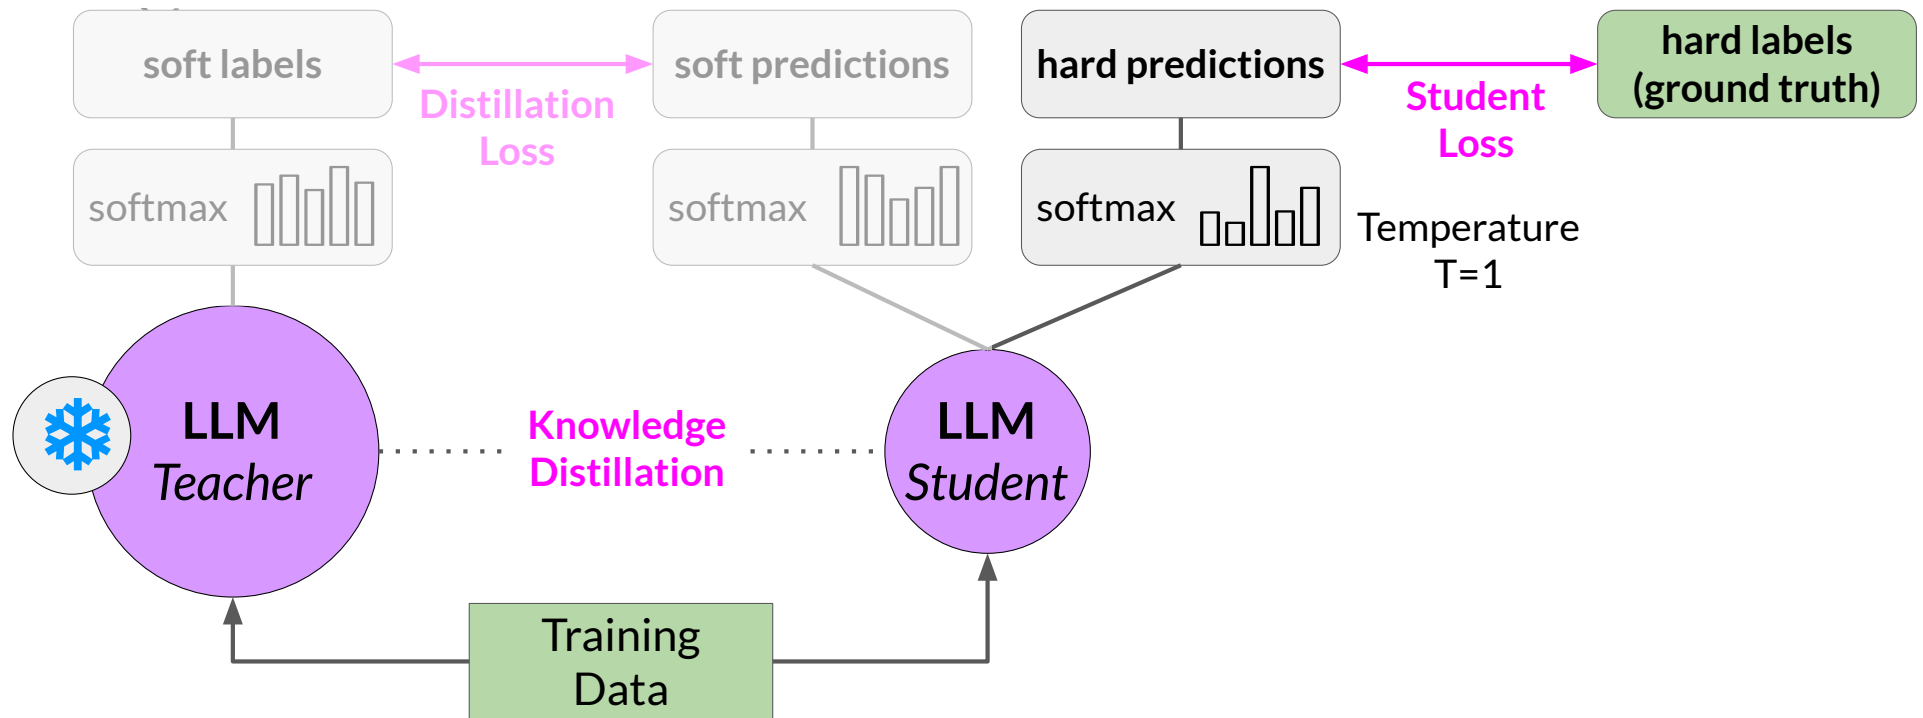 soft labels
soft predictions
hard predictions
hard labels
(ground truth)
Distillation
Loss
Student
Loss
softmax
softmax
softmax
Temperature
T=1
LLM
Teacher
Knowledge
Distillation
LLM
Student
Training
Data